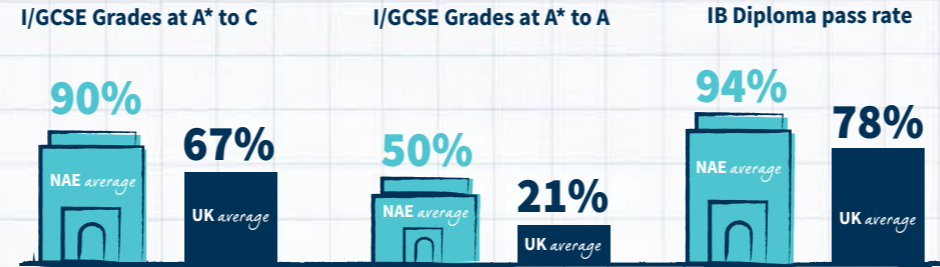 I/GCSE Grades at A* to C
90%
NAE average
67%
UK average
I/GCSE Grades at A* to A
50%
NAE average
21%
UK average
IB Diploma pass rate
94%
NAE average
78%
UK average